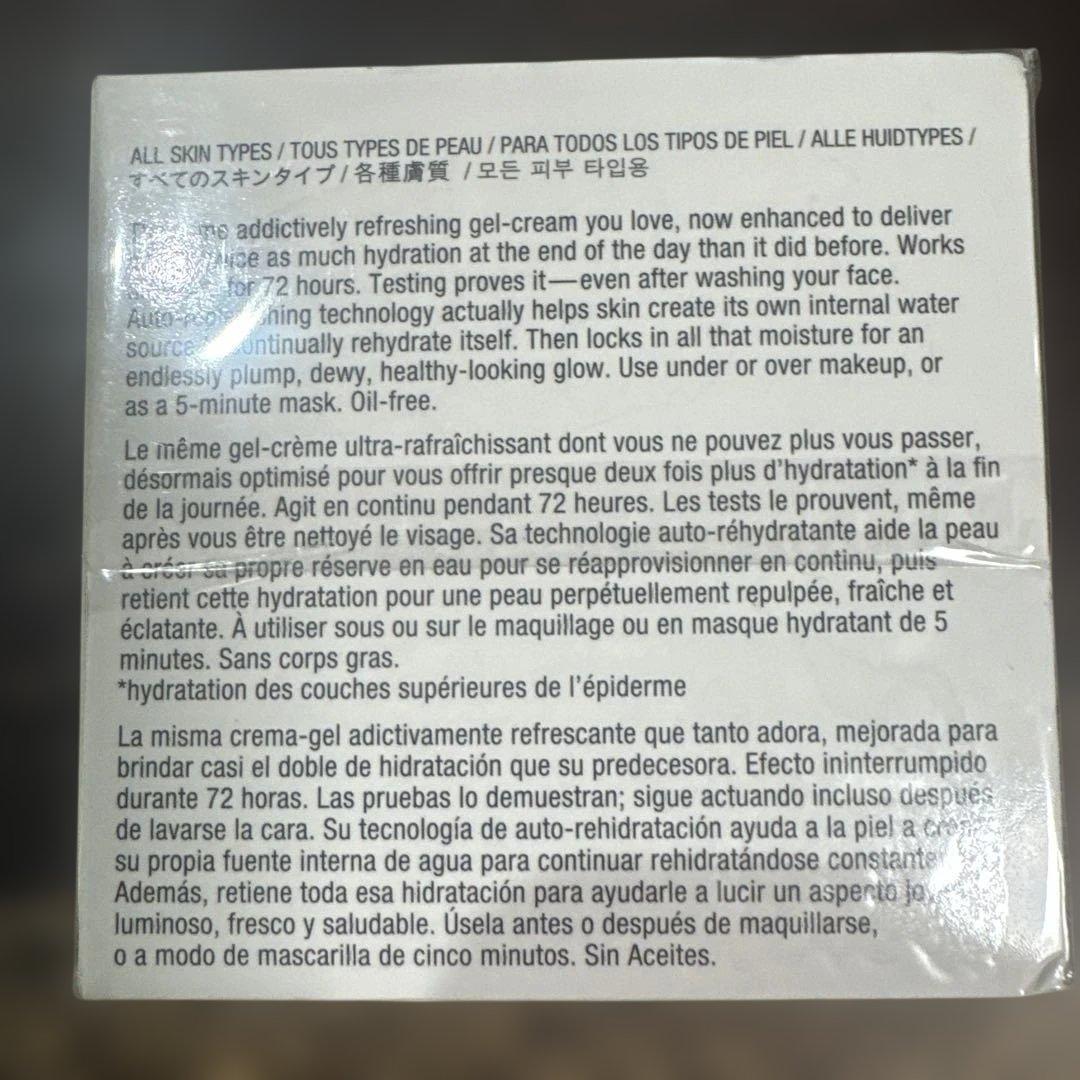 ALL SKIN TYPES / TOUS TYPES DE PEAU / PARA TODOS LOS TIPOS DE PIEL / ALLE HUIDTYPES /
すべてのスキンタイプ / 各種膚質 / 모든 피부 타입용
addictively refreshing gel-cream you love, now enhanced to deliver
as much hydration at the end of the day than it did before. Works
for 72 hours. Testing proves it—even after washing your face.
technology actually helps skin create its own internal water
continually rehydrate itself. Then locks in all that moisture for an
endlessly plump, dewy, healthy-looking glow. Use under or over makeup, or
as a 5-minute mask. Oil-free.
Le même gel-crème ultra-rafraîchissant dont vous ne pouvez plus vous passer,
désormais optimisé pour vous offrir presque deux fois plus d'hydratation* à la fin
de la journée. Agit en continu pendant 72 heures. Les tests le prouvent, même
après vous être nettoyé le visage. Sa technologie auto-réhydratante aide la peau
à créer sa propre réserve en eau pour se réapprovisionner en continu, puis
retient cette hydratation pour une peau perpétuellement repulpée, fraîche et
éclatante. À utiliser sous ou sur le maquillage ou en masque hydratant de 5
minutes. Sans corps gras.
*hydratation des couches supérieures de l'épiderme
La misma crema-gel adictivamente refrescante que tanto adora, mejorada para
brindar casi el doble de hidratación que su predecesora. Efecto ininterrumpido
durante 72 horas. Las pruebas lo demuestran; sigue actuando incluso después
de lavarse la cara. Su tecnología de auto-rehidratación ayuda a la piel a
su propia fuente interna de agua para continuar rehidratándose
Además, retiene toda esa hidratación para ayudarle a lucir un aspecto
luminoso, fresco y saludable. Úsela antes o después de maquillarse,
o a modo de mascarilla de cinco minutos. Sin Aceites.